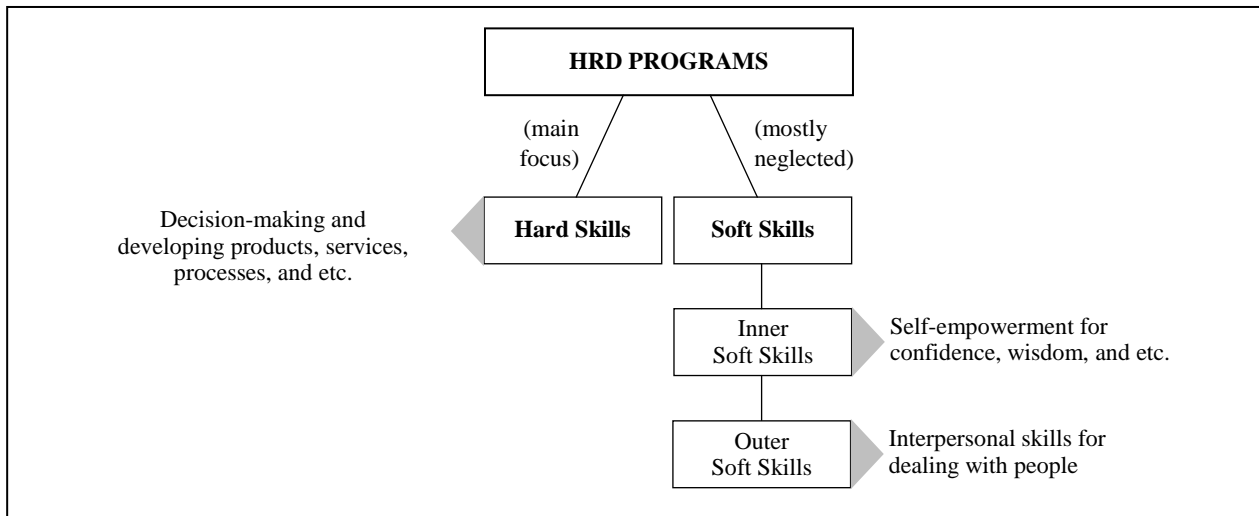 HRD PROGRAMS
(main
focus)
(mostly
neglected)
Decision-making and
developing products, services,
processes, and etc.
Hard Skills
Soft Skills
Inner
Soft Skills
Self-empowerment for
confidence, wisdom, and etc.
Outer
Soft Skills
Interpersonal skills for
dealing with people